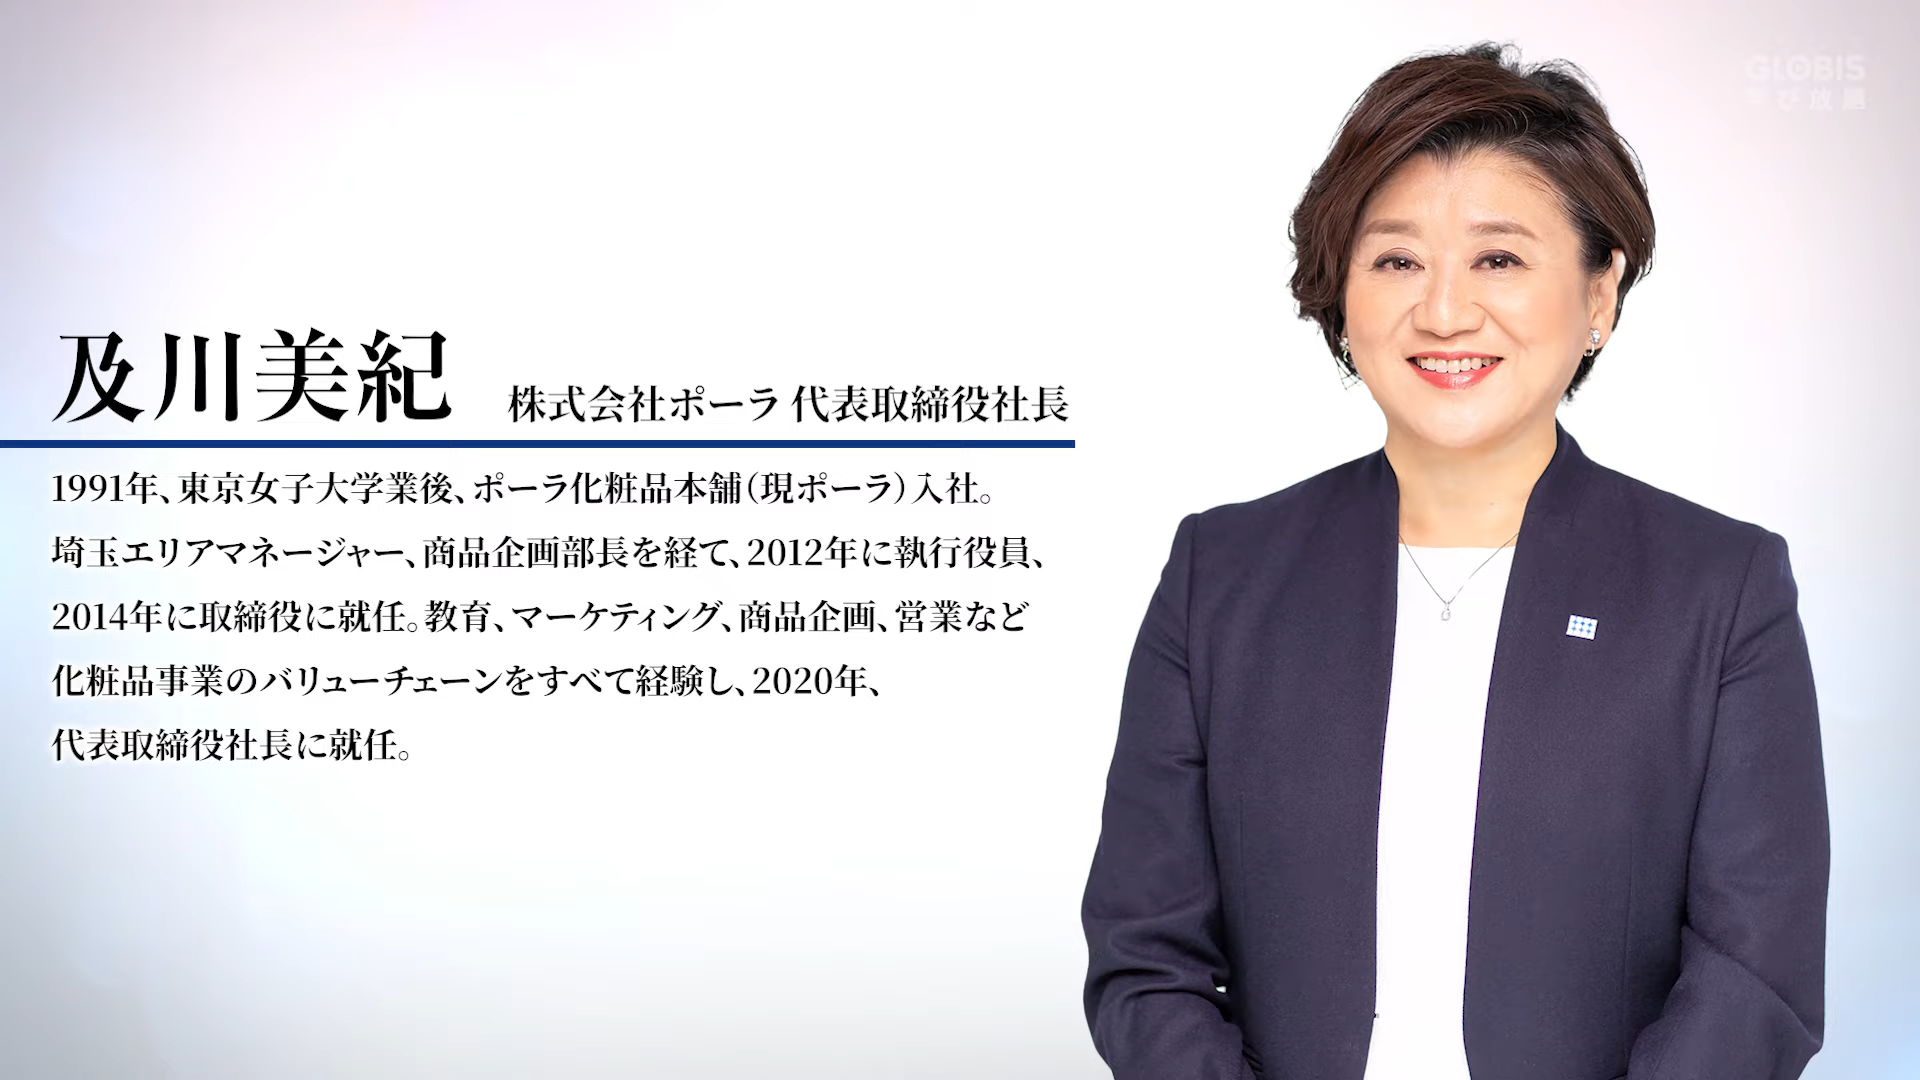 GLOBIS
学び放題
及川美紀 株式会社ポーラ 代表取締役社長
1991年、東京女子大学業後、ポーラ化粧品本舗（現ポーラ）入社。
埼玉エリアマネージャー、商品企画部長を経て、2012年に執行役員、
2014年に取締役に就任。教育、マーケティング、商品企画、営業など
化粧品事業のバリューチェーンをすべて経験し、2020年、
代表取締役社長に就任。